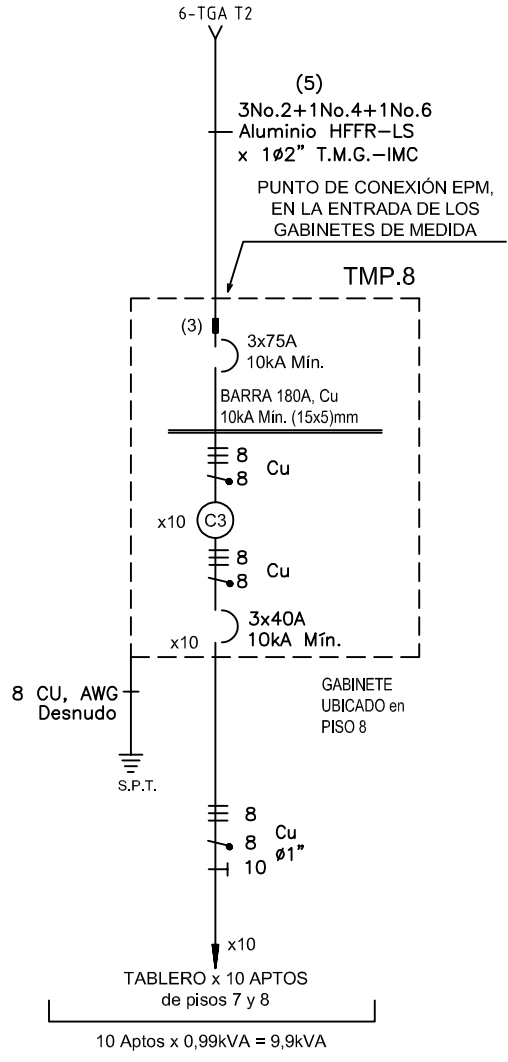 6-TGA T2
(5)
3No.2+1No.4+1No.6
Aluminio HFFR-LS
x 1ø2" T.M.G.-IMC
PUNTO DE CONEXIÓN EPM,
EN LA ENTRADA DE LOS
GABINETES DE MEDIDA
TMP.8
(3)
3x75A
10kA Mín.
BARRA 180A, Cu
10kA Mín. (15x5)mm
8
Cu
8
x10
C3
8
Cu
8
3x40A
10kA Mín.
x10
8 CU, AWG
Desnudo
GABINETE
UBICADO en
PISO 8
S.P.T.
8
Cu
8
ø1"
10
x10
TABLERO x 10 APTOS
de pisos 7 y 8
10 Aptos x 0,99kVA = 9,9kVA